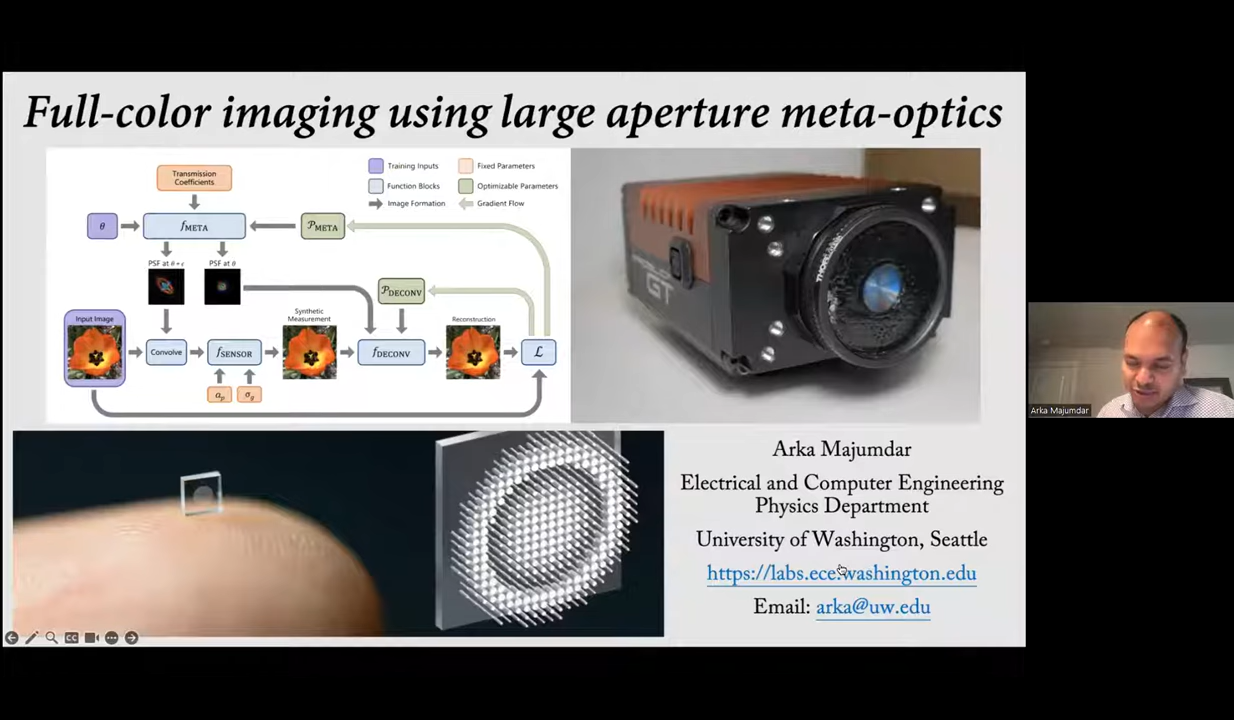 Full-color imaging using large aperture meta-optics
Transmission
Coefficients
Training Inputs
Fixed Parameters
Function Blocks
Optimizable Parameters
Image Formation
Gradient Flow
θ
fMETA
𝒫META
PSF at θ + ε
PSF at θ
𝒫DECONV
Input Image
Convolve
fSENSOR
Synthetic
Measurement
fDECONV
Reconstruction
ℒ
σg
GT
Arka Majumdar
Electrical and Computer Engineering
Physics Department
University of Washington, Seattle
https://labs.ece.washington.edu
Email: arka@uw.edu
CC
Arka Majumdar